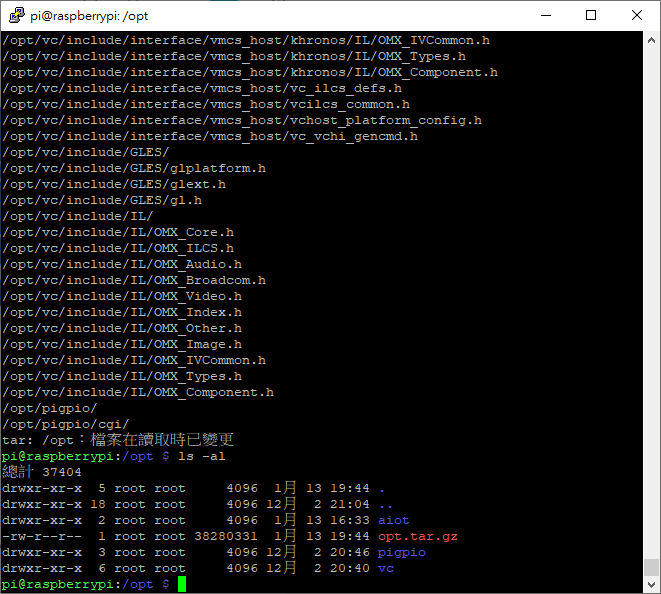 pi@raspberrypi: /opt
/opt/vc/include/interface/vmcs_host/khronos/IL/OMX_IVCommon.h
/opt/vc/include/interface/vmcs_host/khronos/IL/OMX_Types.h
/opt/vc/include/interface/vmcs_host/khronos/IL/OMX_Component.h
/opt/vc/include/interface/vmcs_host/vc_ilcs_defs.h
/opt/vc/include/interface/vmcs_host/vcilcs_common.h
/opt/vc/include/interface/vmcs_host/vchost_platform_config.h
/opt/vc/include/interface/vmcs_host/vc_vchi_gencmd.h
/opt/vc/include/GLES/
/opt/vc/include/GLES/glplatform.h
/opt/vc/include/GLES/glext.h
/opt/vc/include/GLES/gl.h
/opt/vc/include/IL/
/opt/vc/include/IL/OMX_Core.h
/opt/vc/include/IL/OMX_ILCS.h
/opt/vc/include/IL/OMX_Audio.h
/opt/vc/include/IL/OMX_Broadcom.h
/opt/vc/include/IL/OMX_Video.h
/opt/vc/include/IL/OMX_Index.h
/opt/vc/include/IL/OMX_Other.h
/opt/vc/include/IL/OMX_Image.h
/opt/vc/include/IL/OMX_IVCommon.h
/opt/vc/include/IL/OMX_Types.h
/opt/vc/include/IL/OMX_Component.h
/opt/pigpio/
/opt/pigpio/cgi/
tar: /opt：檔案在讀取時已變更
pi@raspberrypi:/opt $ ls -al
總計 37404
drwxr-xr-x  5 root root     4096  1月 13 19:44 .
drwxr-xr-x 18 root root     4096 12月  2 21:04 ..
drwxr-xr-x  2 root root     4096  1月 13 16:33 aiot
-rw-r--r--  1 root root 38280331  1月 13 19:44 opt.tar.gz
drwxr-xr-x  3 root root     4096 12月  2 20:46 pigpio
drwxr-xr-x  6 root root     4096 12月  2 20:40 vc
pi@raspberrypi:/opt $